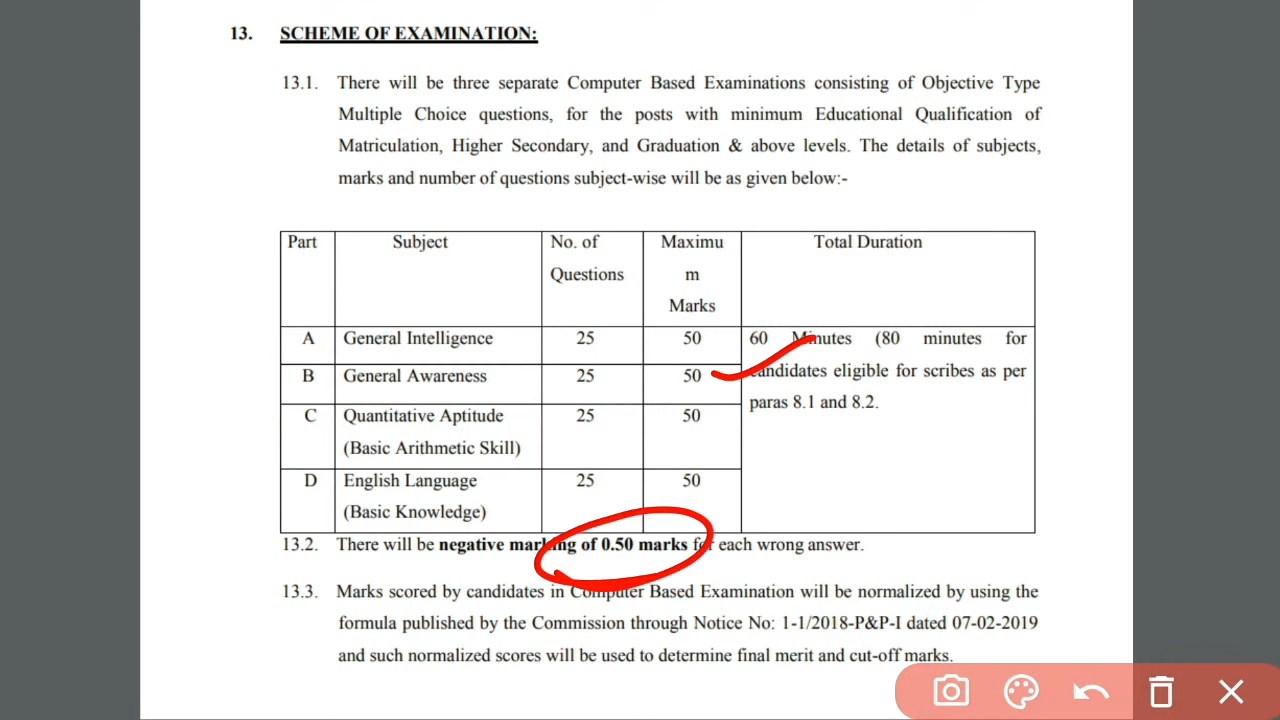 13. SCHEME OF EXAMINATION:
13.1. There will be three separate Computer Based Examinations consisting of Objective Type
Multiple Choice questions, for the posts with minimum Educational Qualification of
Matriculation, Higher Secondary, and Graduation & above levels. The details of subjects,
marks and number of questions subject-wise will be as given below:-
Part Subject No. of Maximu Total Duration
Questions m
Marks
A General Intelligence 25 50 60 Minutes (80 minutes for
B General Awareness 25 50 candidates eligible for scribes as per
paras 8.1 and 8.2.
C Quantitative Aptitude 25 50
(Basic Arithmetic Skill)
D English Language 25 50
(Basic Knowledge)
13.2. There will be negative marking of 0.50 marks for each wrong answer.
13.3. Marks scored by candidates in Computer Based Examination will be normalized by using the
formula published by the Commission through Notice No: 1-1/2018-P&P-I dated 07-02-2019
and such normalized scores will be used to determine final merit and cut-off marks.